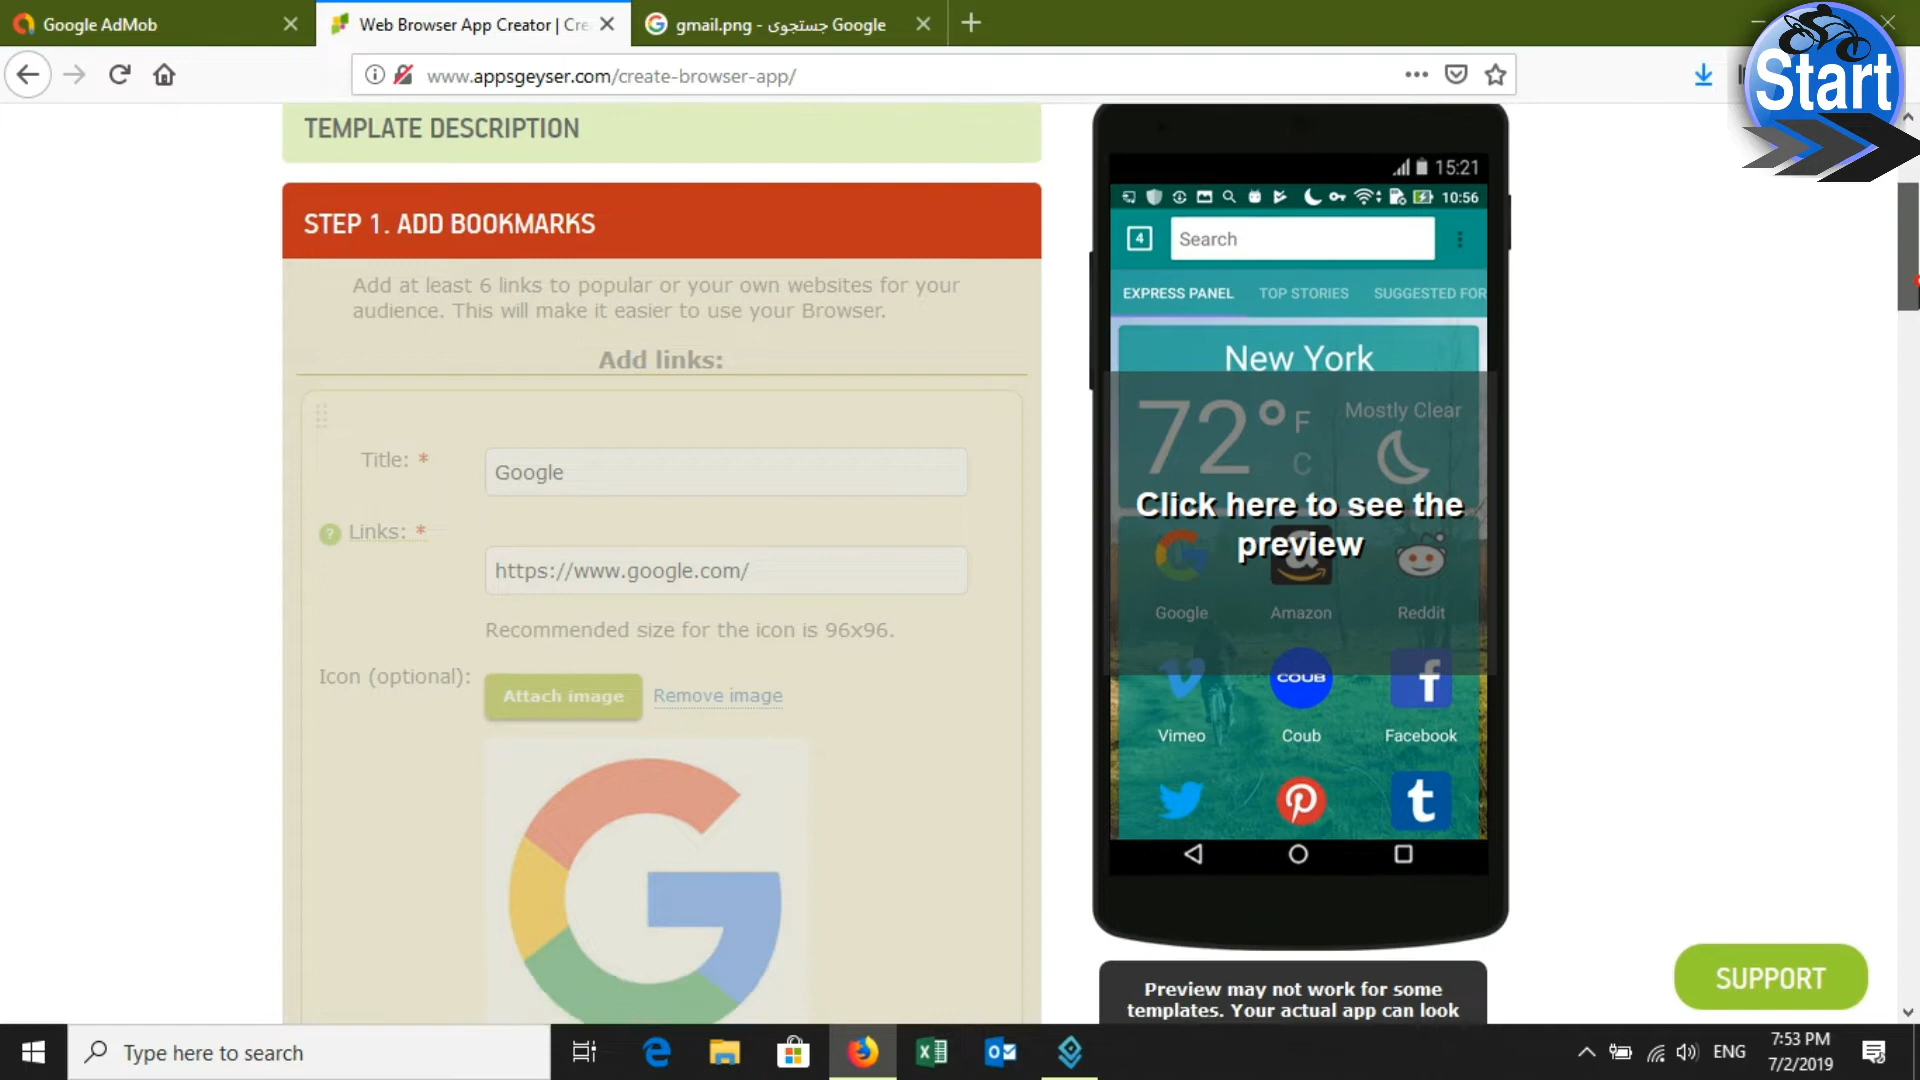 Google AdMob
Web Browser App Creator | Cre
gmail.png - جستجوی Google
www.appsgeyser.com/create-browser-app/
Start
TEMPLATE DESCRIPTION
STEP 1. ADD BOOKMARKS
Add at least 6 links to popular or your own websites for your
audience. This will make it easier to use your Browser.
Add links:
Title: *
Google
? Links: *
https://www.google.com/
Recommended size for the icon is 96x96.
Icon (optional):
Attach image
Remove image
15:21
10:56
4
Search
EXPRESS PANEL
TOP STORIES
SUGGESTED FOR
New York
72° F
C
Mostly Clear
Click here to see the
preview
Google
Amazon
Reddit
COUB
Vimeo
Coub
Facebook
Preview may not work for some
templates. Your actual app can look
SUPPORT
Type here to search
ENG
7:53 PM
7/2/2019